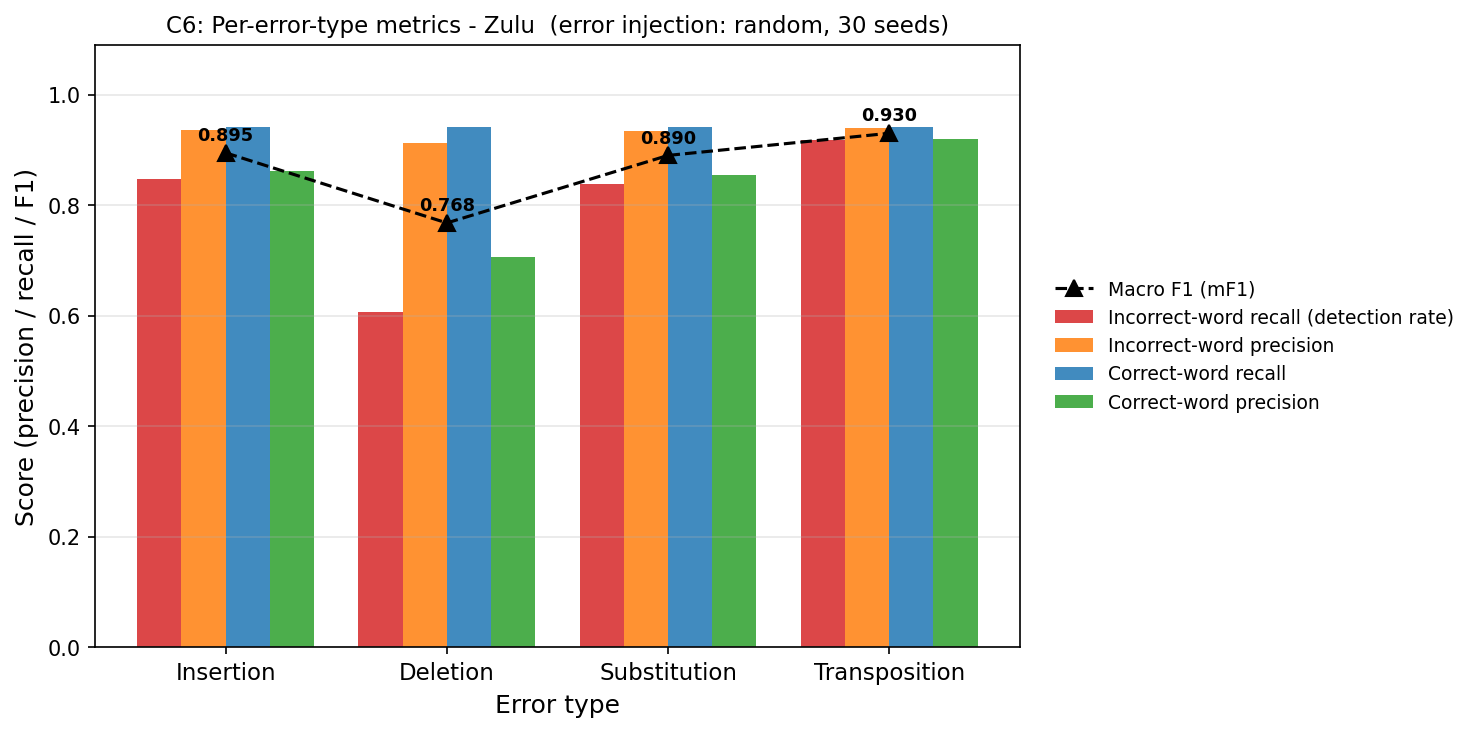 C6: Per-error-type metrics - Zulu (error injection: random, 30 seeds)
Score (precision / recall / F1)
1.0
0.8
0.6
0.4
0.2
0.0
0.895
0.768
0.890
0.930
Insertion
Deletion
Substitution
Transposition
Error type
Macro F1 (mF1)
Incorrect-word recall (detection rate)
Incorrect-word precision
Correct-word recall
Correct-word precision